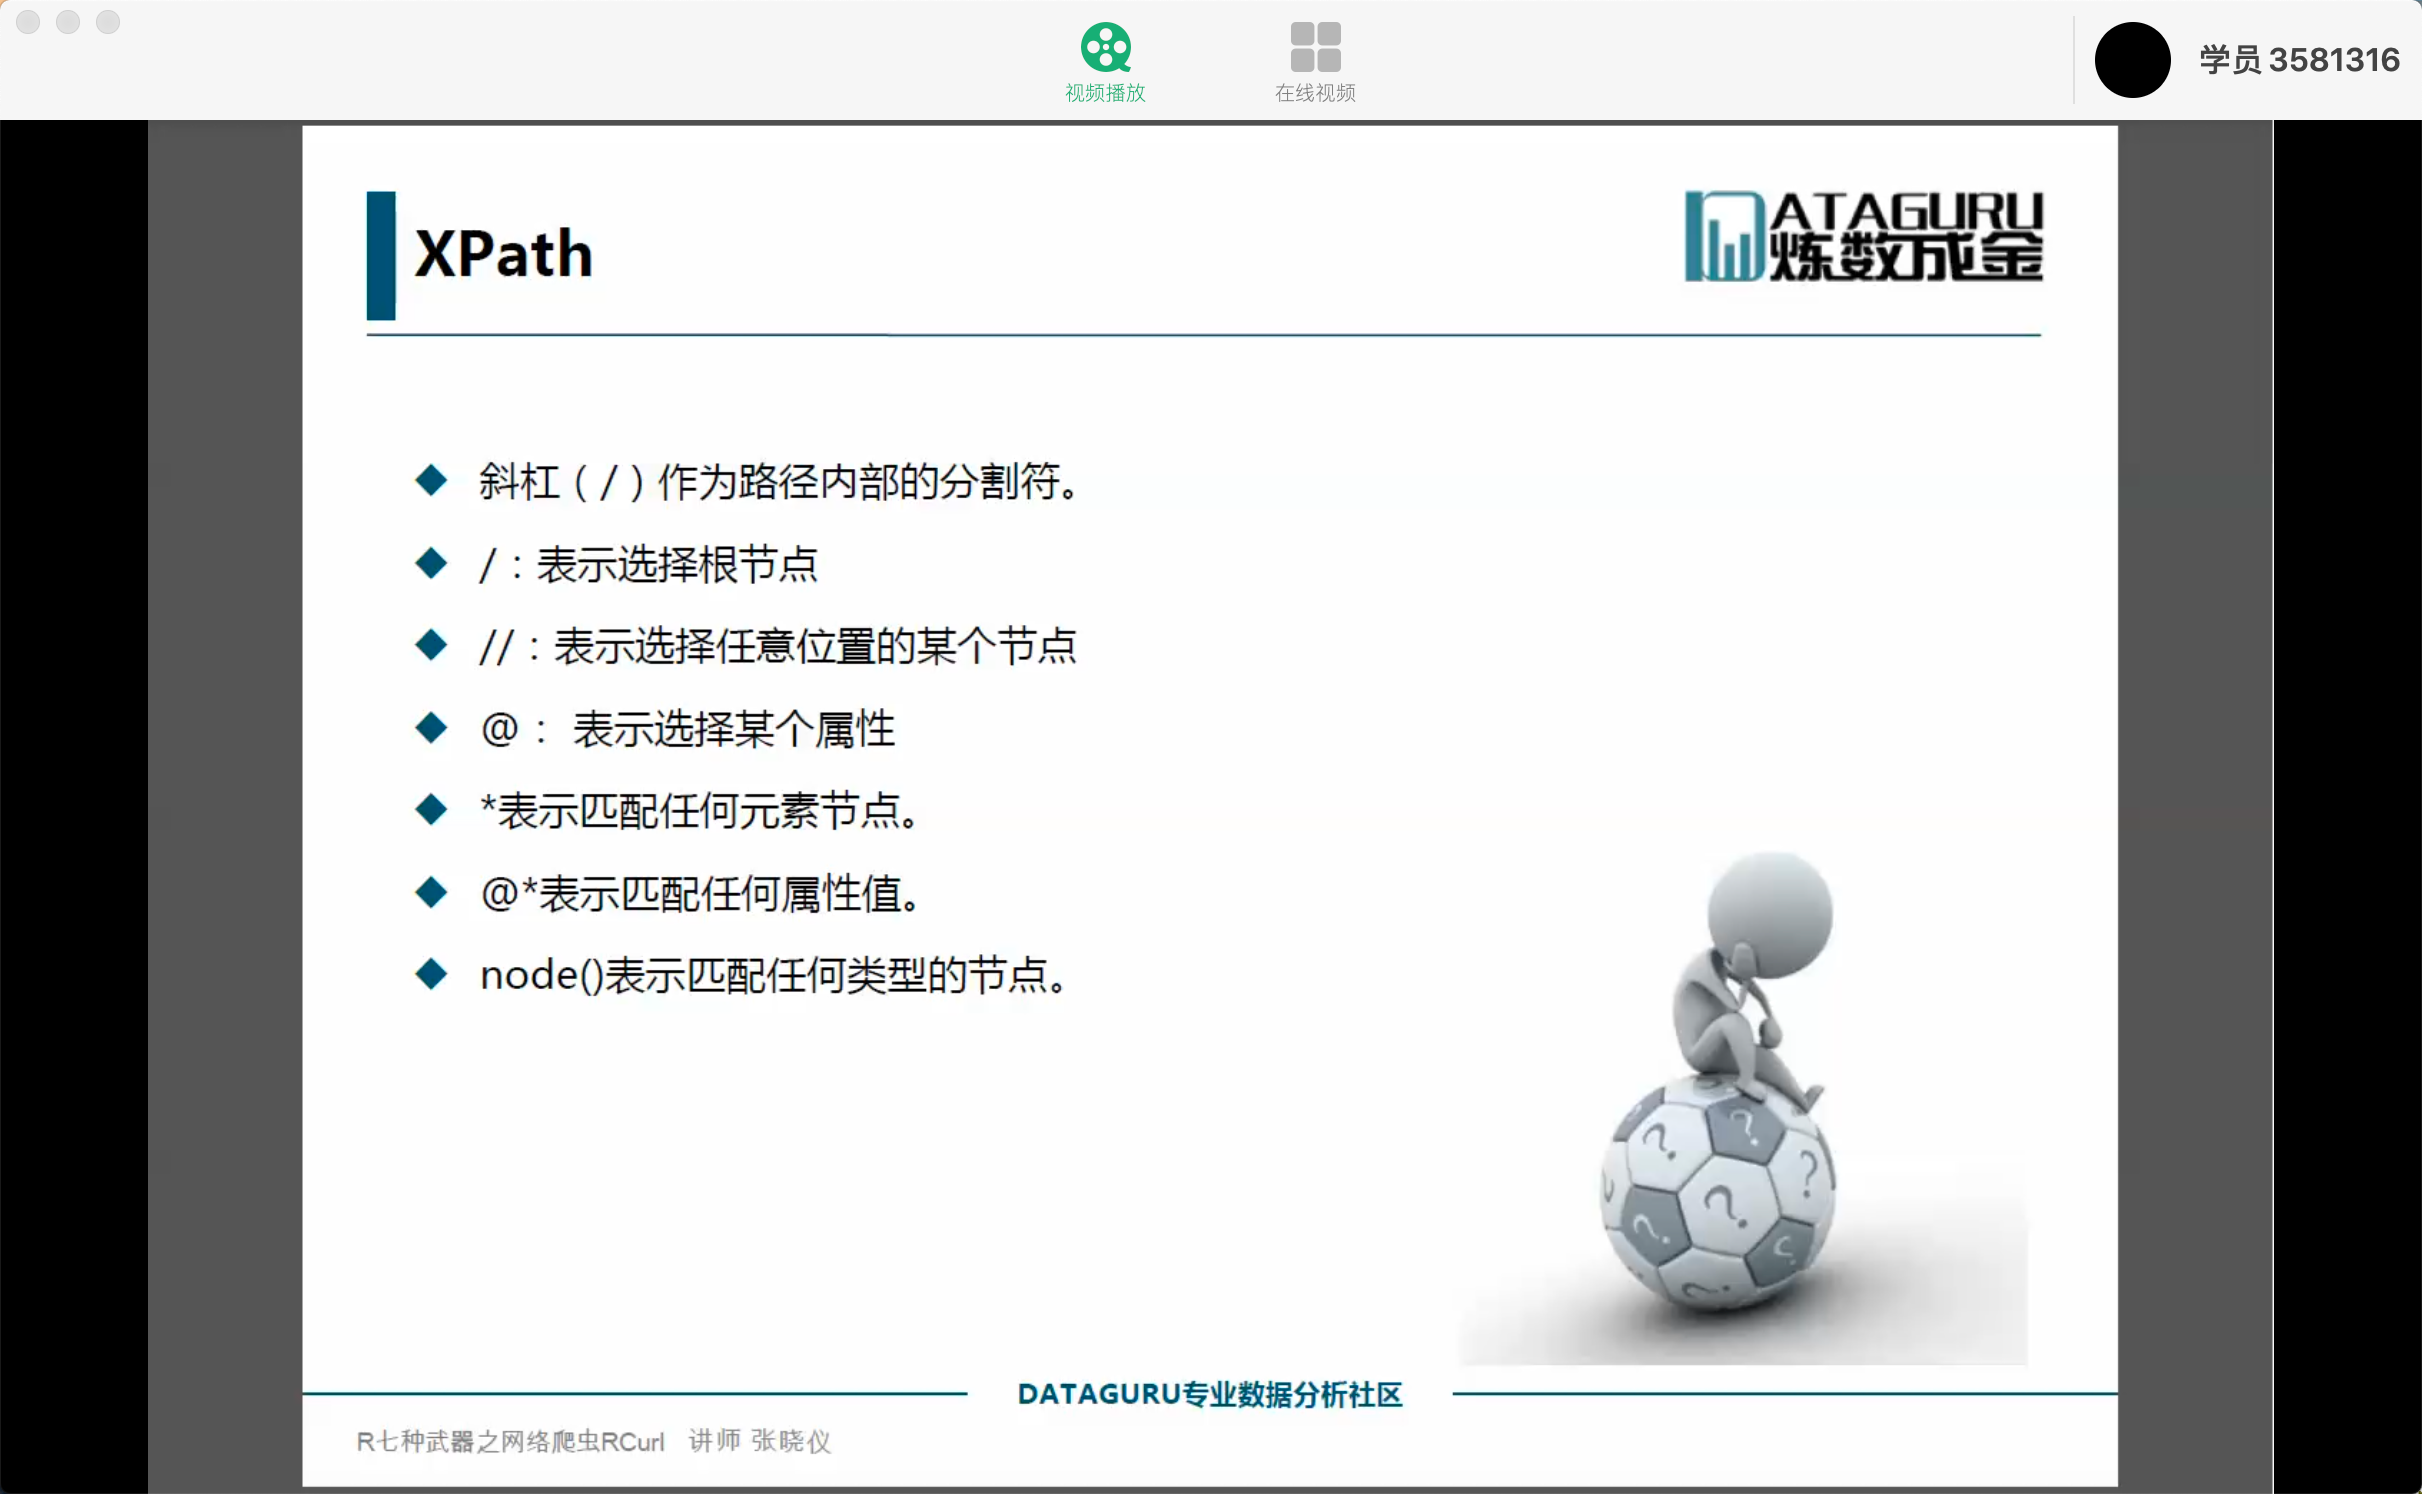 视频播放
在线视频
学员 3581316
XPath
DATAGURU
炼数成金
斜杠 ( / ) 作为路径内部的分割符。
/ : 表示选择根节点
// : 表示选择任意位置的某个节点
@ : 表示选择某个属性
*表示匹配任何元素节点。
@*表示匹配任何属性值。
node()表示匹配任何类型的节点。
? ? ? ? ?
DATAGURU专业数据分析社区
R七种武器之网络爬虫RCurl 讲师 张晓仪